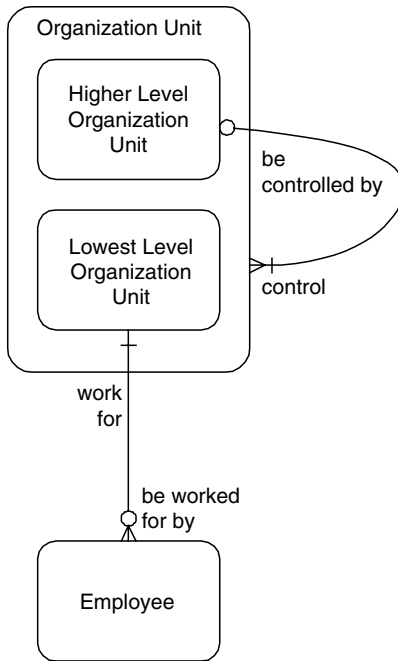 Organization Unit
Higher Level
Organization
Unit
be
controlled by
Lowest Level
Organization
Unit
control
work
for
be worked
for by
Employee